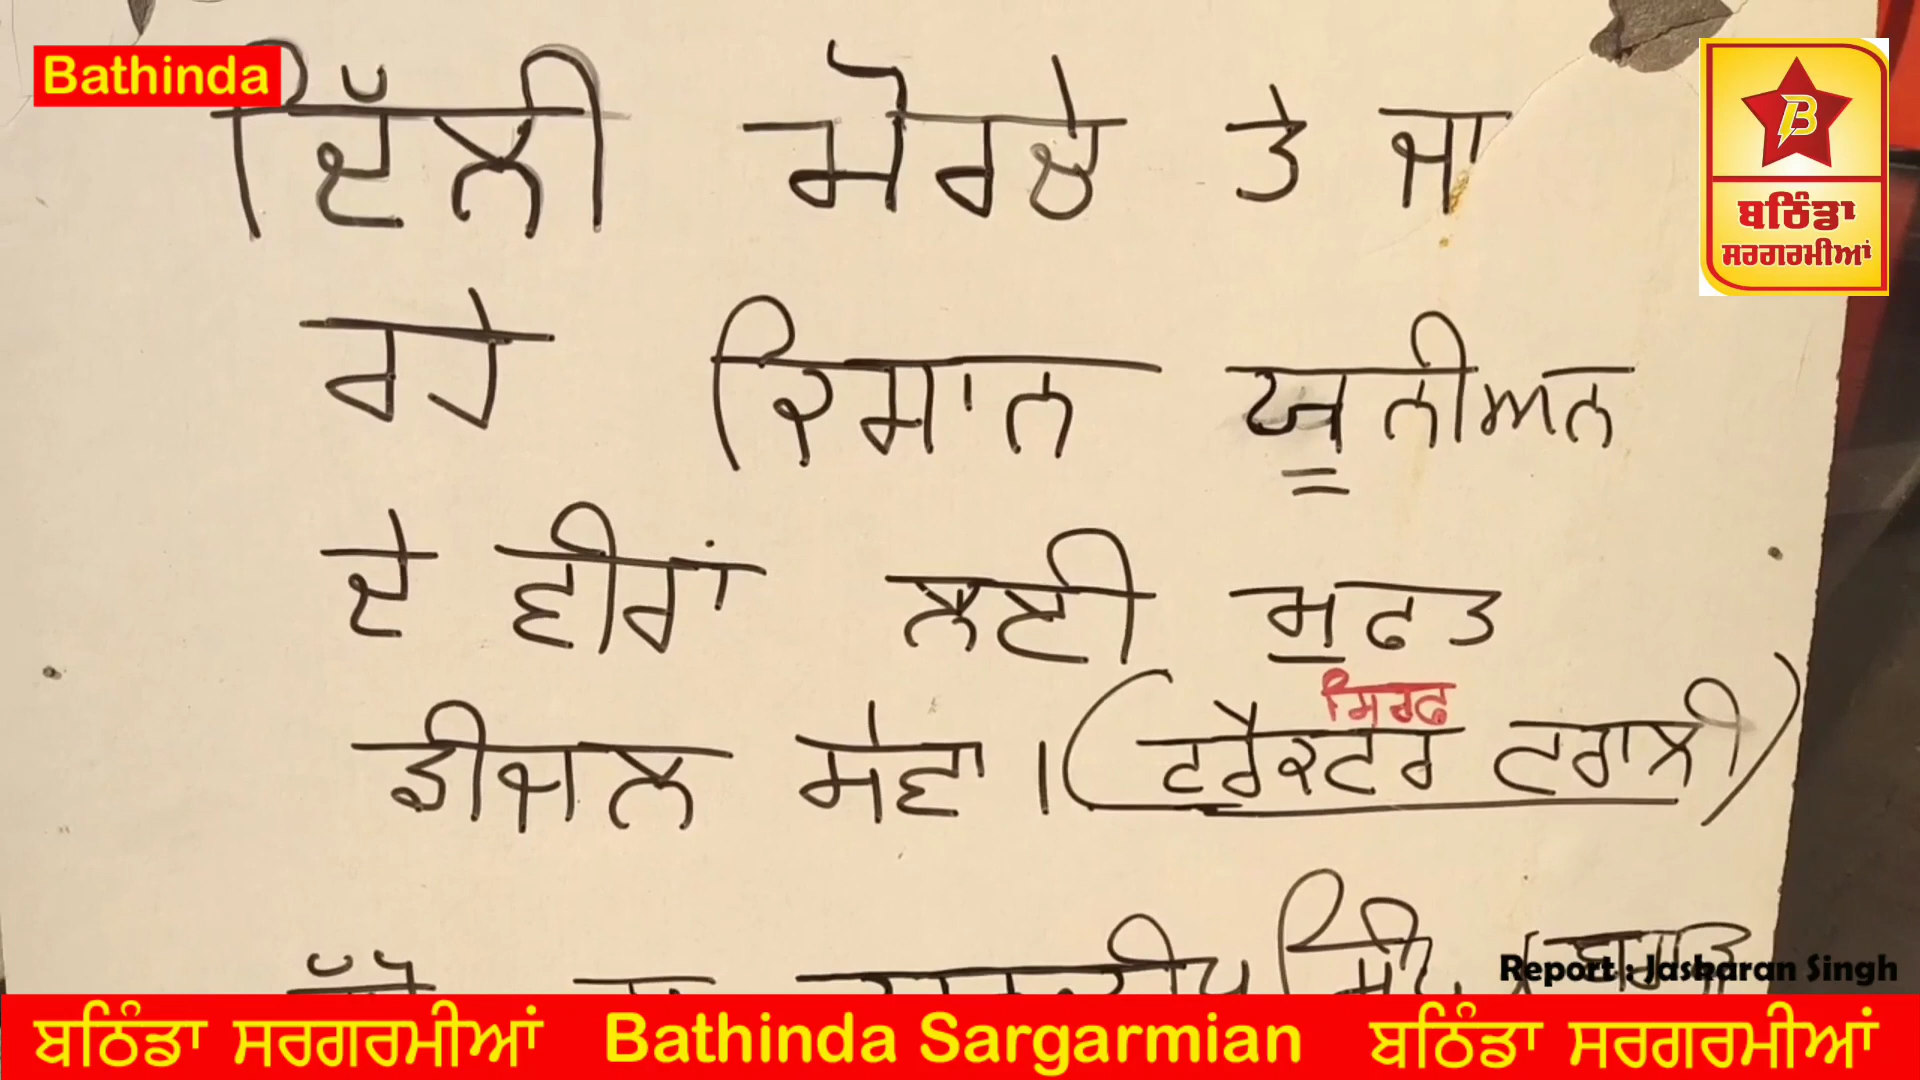 Bathinda
ਦਿੱਲੀ ਮੋਰਚੇ ਤੇ ਜਾ
ਰਹੇ ਕਿਸਾਨ ਯੂਨੀਅਨ
ਦੇ ਵੀਰਾਂ ਲਈ ਮੁਫਤ
ਸਿਰਫ
ਡੀਜਲ ਸੇਵਾ । (ਟਰੈਕਟਰ ਟਰਾਲੀ)
B
ਬਠਿੰਡਾ
ਸਰਗਰਮੀਆਂ
Report : Jaskaran Singh
ਬਠਿੰਡਾ ਸਰਗਰਮੀਆਂ Bathinda Sargarmian ਬਠਿੰਡਾ ਸਰਗਰਮੀਆਂ